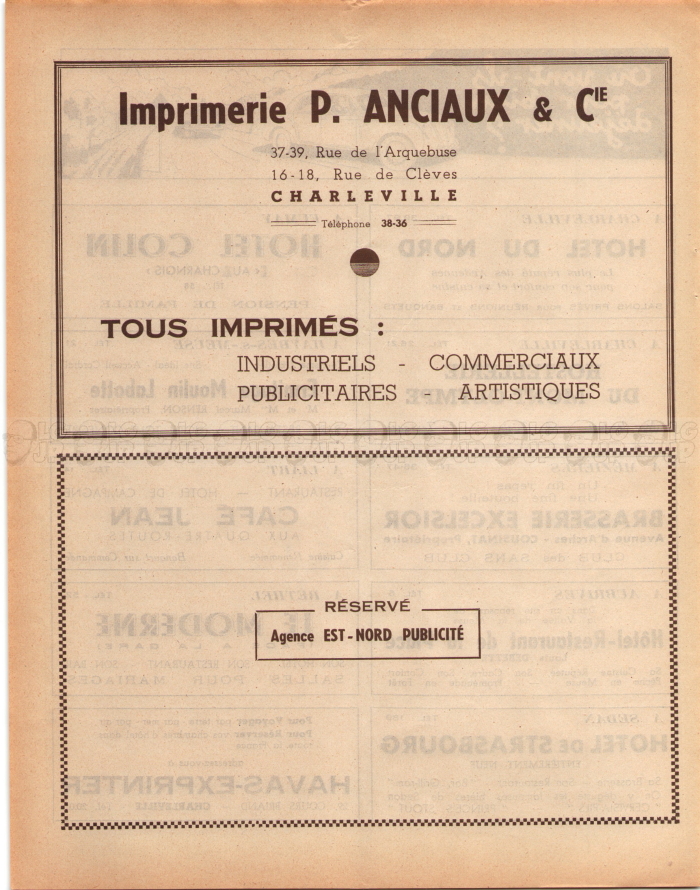 Imprimerie P. ANCIAUX & CIE
37-39, Rue de l'Arquebuse
16-18, Rue de Clèves
CHARLEVILLE
Téléphone 38-36
TOUS IMPRIMÉS :
INDUSTRIELS - COMMERCIAUX
PUBLICITAIRES - ARTISTIQUES
RÉSERVÉ
Agence EST-NORD PUBLICITÉ